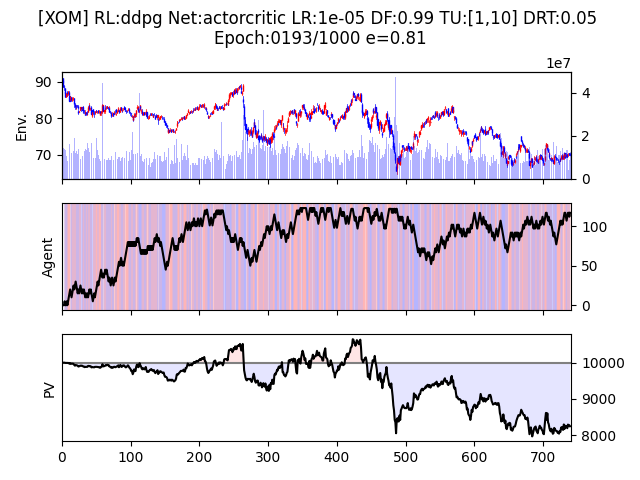 [XOM] RL:ddpg Net:actorcritic LR:1e-05 DF:0.99 TU:[1,10] DRT:0.05
Epoch:0193/1000 e=0.81
1e7
90
80
70
Env.
4
2
0
Agent
100
50
0
PV
10000
9000
8000
0 100 200 300 400 500 600 700